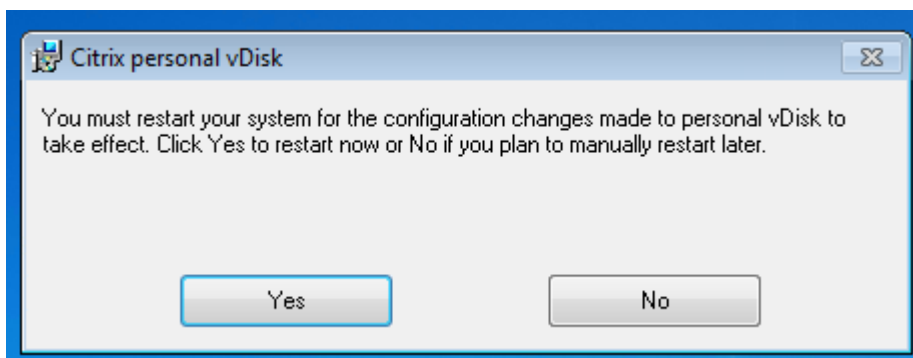 Citrix personal vDisk
You must restart your system for the configuration changes made to personal vDisk to
take effect. Click Yes to restart now or No if you plan to manually restart later.
Yes
No